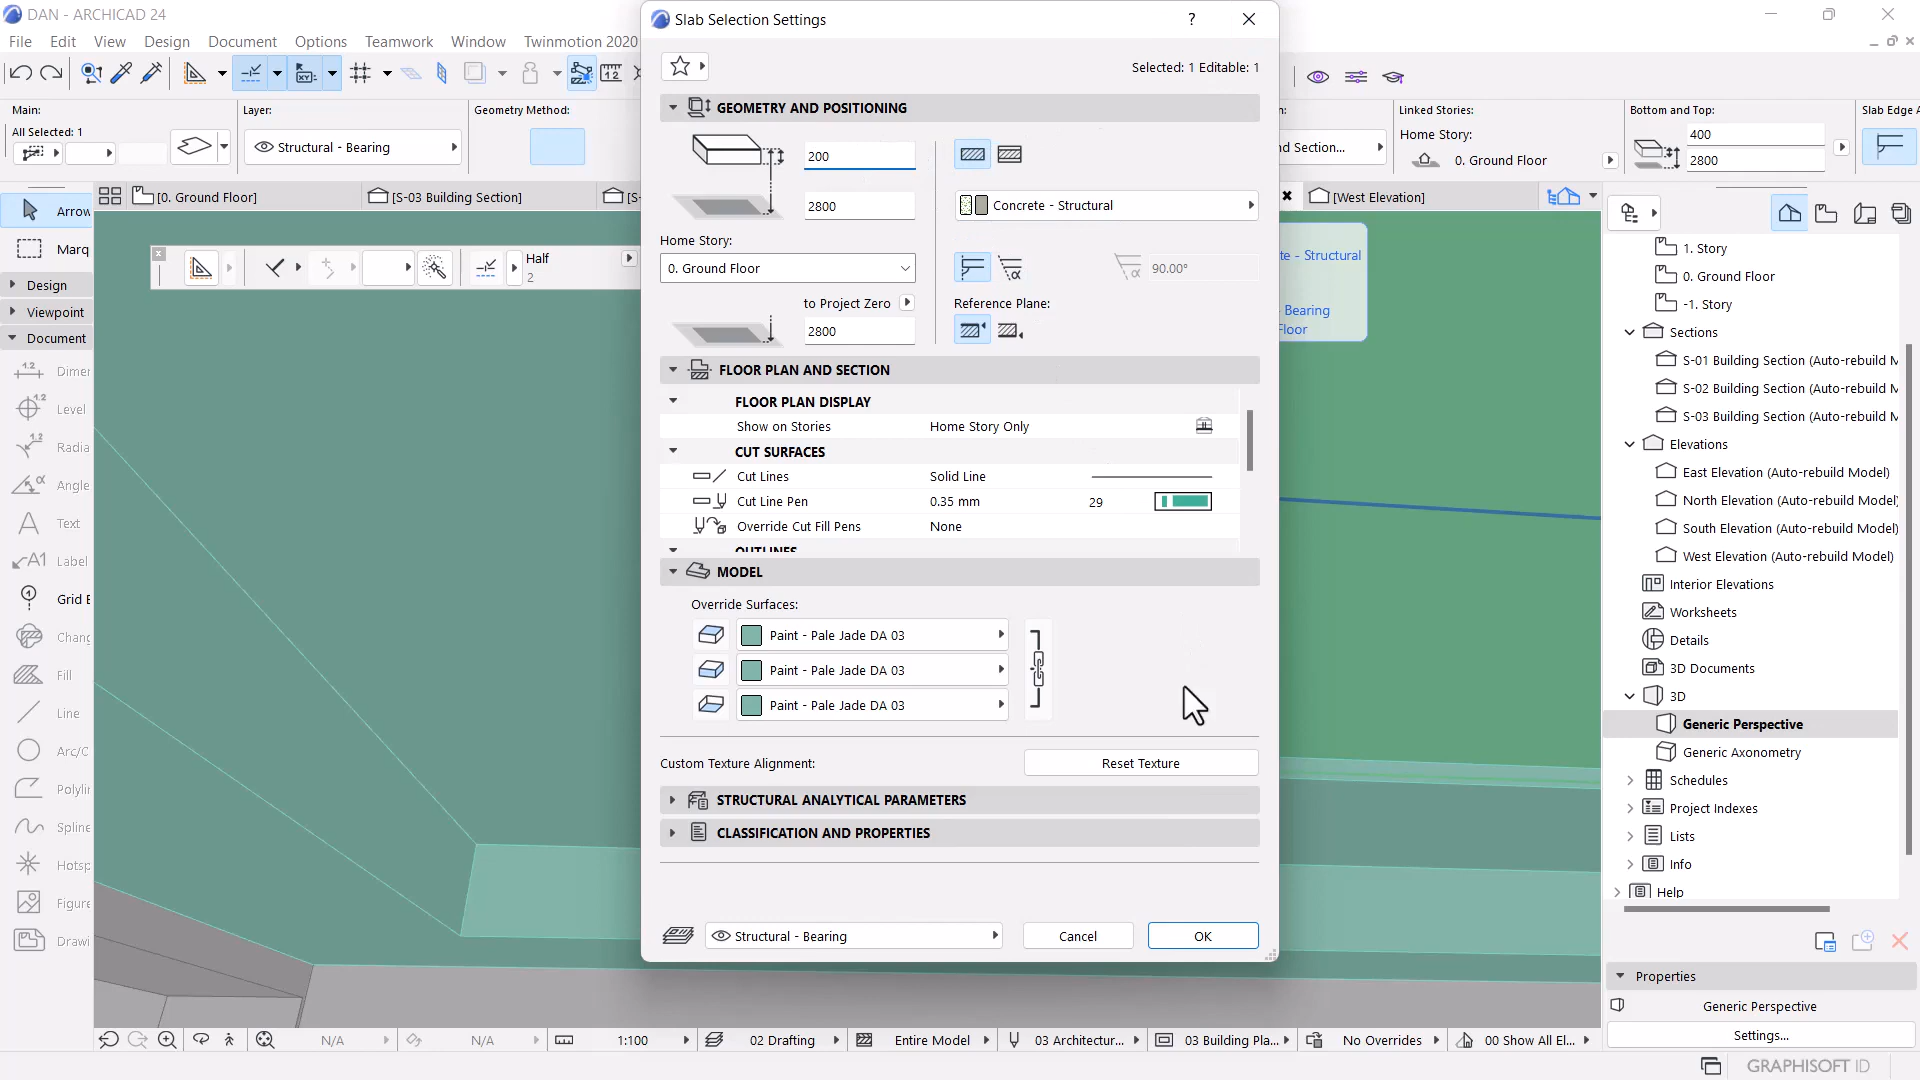 DAN - ARCHICAD 24
File Edit View Design Document Options Teamwork Window Twinmotion 2020
Main:
All Selected: 1
Layer:
Structural - Bearing
Geometry Method:
Linked Stories:
Home Story:
0. Ground Floor
Bottom and Top:
400
2800
Slab Edge A
n:
nd Section...
[0. Ground Floor]
[S-03 Building Section]
[S-
[West Elevation]
Half
2
Arrow
Marq
Design
Viewpoint
Document
Dimer
Level
Radia
Angle
Text
Label
Grid E
Chang
Fill
Line
Arc/C
Polylin
Spline
Hotsp
Figure
Drawi
Slab Selection Settings
?
Selected: 1 Editable: 1
GEOMETRY AND POSITIONING
200
2800
Concrete - Structural
Home Story:
0. Ground Floor
90.00°
to Project Zero
Reference Plane:
2800
FLOOR PLAN AND SECTION
FLOOR PLAN DISPLAY
Show on Stories Home Story Only
CUT SURFACES
Cut Lines Solid Line
Cut Line Pen 0.35 mm 29
Override Cut Fill Pens None
OUTLINES
MODEL
Override Surfaces:
Paint - Pale Jade DA 03
Paint - Pale Jade DA 03
Paint - Pale Jade DA 03
Custom Texture Alignment: Reset Texture
STRUCTURAL ANALYTICAL PARAMETERS
CLASSIFICATION AND PROPERTIES
Structural - Bearing
Cancel
OK
te - Structural
- Bearing
Floor
1. Story
0. Ground Floor
-1. Story
Sections
S-01 Building Section (Auto-rebuild M
S-02 Building Section (Auto-rebuild M
S-03 Building Section (Auto-rebuild M
Elevations
East Elevation (Auto-rebuild Model)
North Elevation (Auto-rebuild Model)
South Elevation (Auto-rebuild Model)
West Elevation (Auto-rebuild Model)
Interior Elevations
Worksheets
Details
3D Documents
3D
Generic Perspective
Generic Axonometry
Schedules
Project Indexes
Lists
Info
Help
Properties
Generic Perspective
Settings...
N/A
N/A
1:100
02 Drafting
Entire Model
03 Architectur...
03 Building Pla...
No Overrides
00 Show All El...
GRAPHISOFT ID